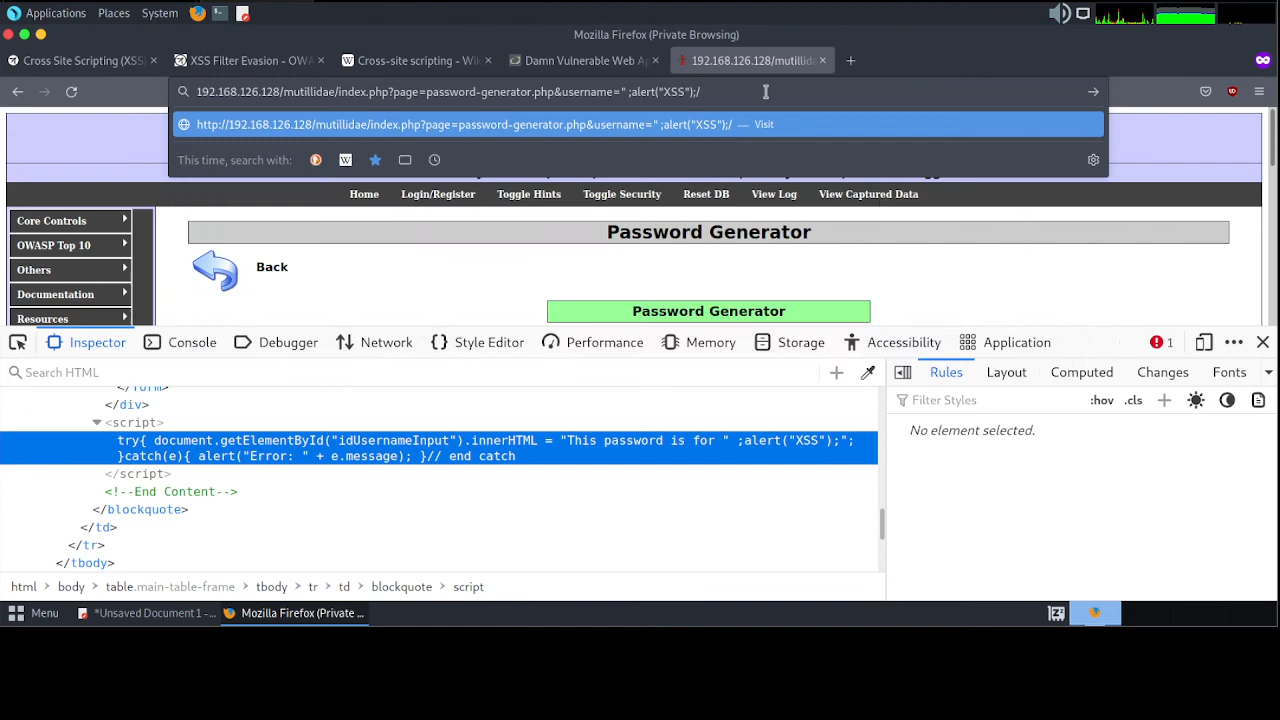 Applications Places System
Mozilla Firefox (Private Browsing)
Cross Site Scripting (XS
XSS Filter Evasion - OWA
Cross-site scripting - Wi
Damn Vulnerable Web A
192.168.126.128/mutillida
192.168.126.128/mutillidae/index.php?page=password-generator.php&username=" ;alert("XSS");/
http://192.168.126.128/mutillidae/index.php?page=password-generator.php&username=" ;alert("XSS");/ — Visit
This time, search with:
Home Login/Register Toggle Hints Toggle Security Reset DB View Log View Captured Data
Core Controls
OWASP Top 10
Others
Documentation
Resources
Password Generator
Back
Password Generator
Inspector Console Debugger Network Style Editor Performance Memory Storage Accessibility Application 1
Search HTML
Rules Layout Computed Changes Fonts
Filter Styles :hov .cls
No element selected.
</form>
</div>
<script>
try{ document.getElementById("idUsernameInput").innerHTML = "This password is for " ;alert("XSS");";
}catch(e){ alert("Error: " + e.message); }// end catch
</script>
<!--End Content-->
</blockquote>
</td>
</tr>
</tbody>
html body table.main-table-frame tbody tr td blockquote script
Menu *Unsaved Document 1 -... Mozilla Firefox (Private ...